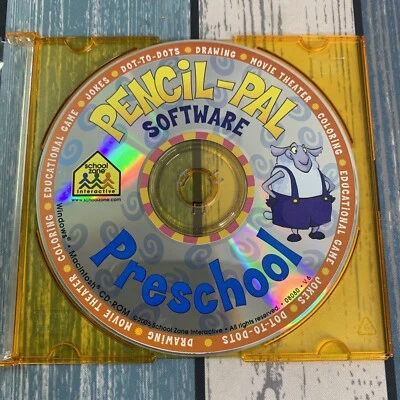 PENCiL-PAL
SOFTWARE
Preschool
school
zone
interactive
www.schoolzone.com
COLORING • EDUCATIONAL GAME • JOKES • DOT-TO-DOTS • DRAWING • MOVIE THEATER • COLORING • EDUCATIONAL GAME • JOKES • DOT-TO-DOTS • DRAWING • MOVIE THEATER
Windows® • Macintosh® CD-ROM
©2005 School Zone Interactive • All rights reserved •